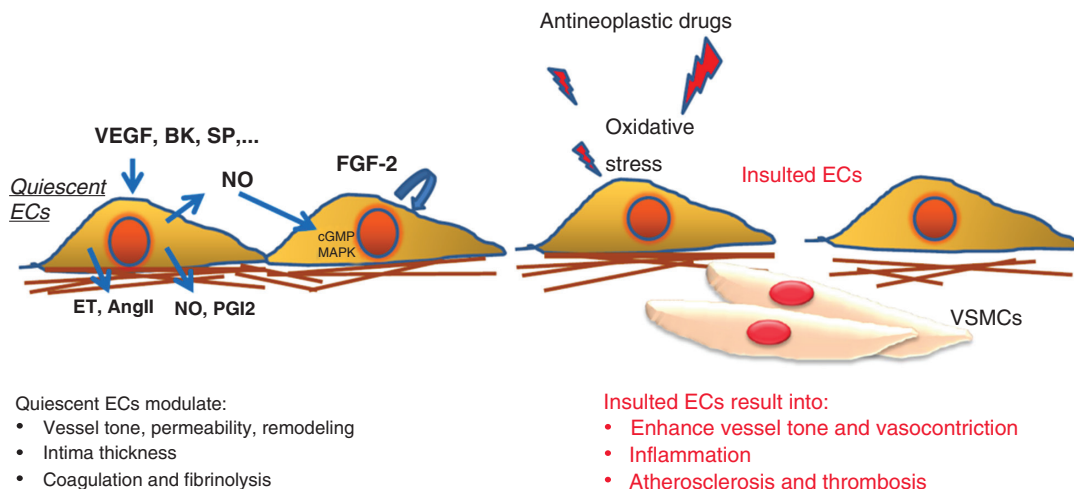 Antineoplastic drugs
VEGF, BK, SP,...
Oxidative
stress
FGF-2
NO
Quiescent
ECs
Insulted ECs
cGMP
MAPK
ET, AngII
NO, PGI2
VSMCs
Quiescent ECs modulate:
• Vessel tone, permeability, remodeling
• Intima thickness
• Coagulation and fibrinolysis
Insulted ECs result into:
• Enhance vessel tone and vasocontriction
• Inflammation
• Atherosclerosis and thrombosis